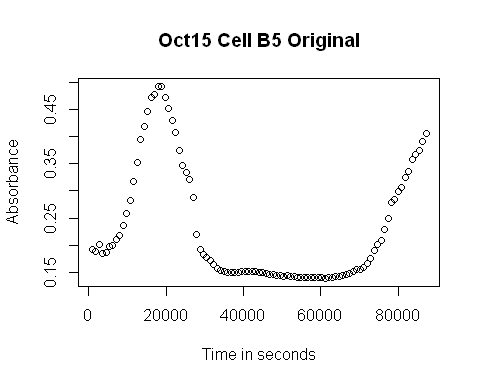 Oct15 Cell B5 Original
Absorbance
0.45
0.35
0.25
0.15
0 20000 40000 60000 80000
Time in seconds